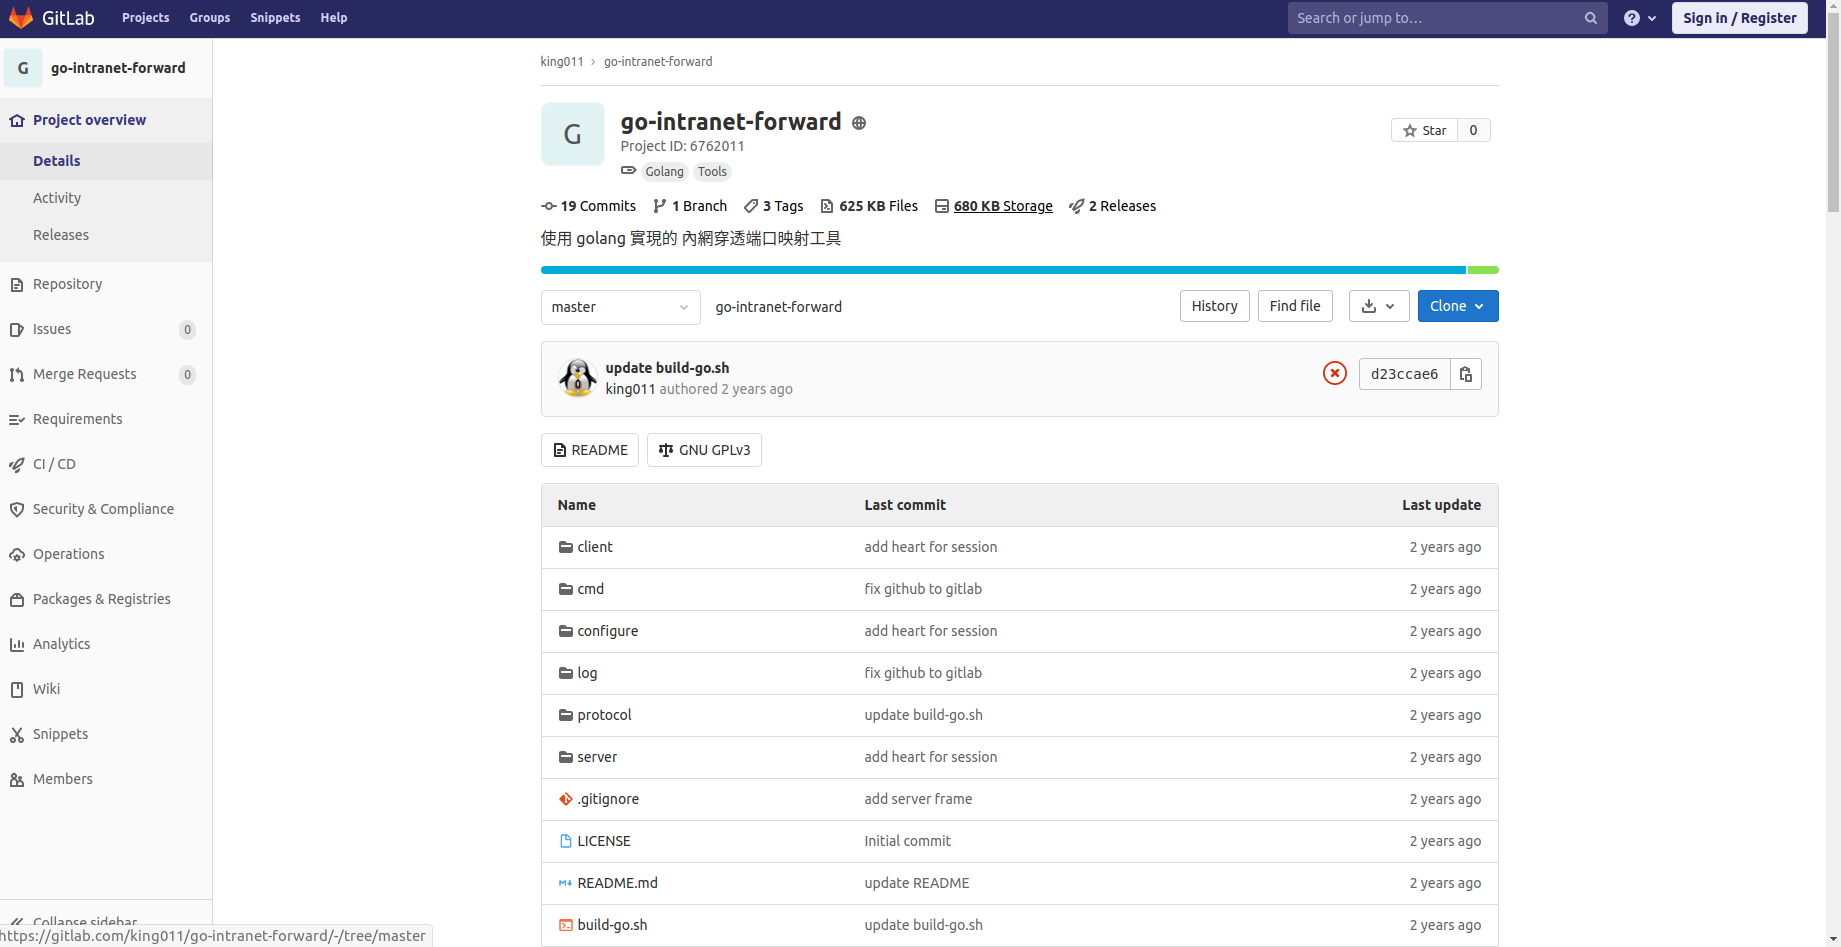 GitLab Projects Groups Snippets Help Search or jump to… Sign in / Register
G go-intranet-forward
Project overview
Details
Activity
Releases
Repository
Issues 0
Merge Requests 0
Requirements
CI / CD
Security & Compliance
Operations
Packages & Registries
Analytics
Wiki
Snippets
Members
Collapse sidebar
https://gitlab.com/king011/go-intranet-forward/-/tree/master
king011 › go-intranet-forward
G
go-intranet-forward
Project ID: 6762011
Golang Tools
Star 0
19 Commits 1 Branch 3 Tags 625 KB Files 680 KB Storage 2 Releases
使用 golang 實現的 內網穿透端口映射工具
master go-intranet-forward History Find file Clone
update build-go.sh
king011 authored 2 years ago
d23ccae6
README GNU GPLv3
Name Last commit Last update
client add heart for session 2 years ago
cmd fix github to gitlab 2 years ago
configure add heart for session 2 years ago
log fix github to gitlab 2 years ago
protocol update build-go.sh 2 years ago
server add heart for session 2 years ago
.gitignore add server frame 2 years ago
LICENSE Initial commit 2 years ago
README.md update README 2 years ago
build-go.sh update build-go.sh 2 years ago